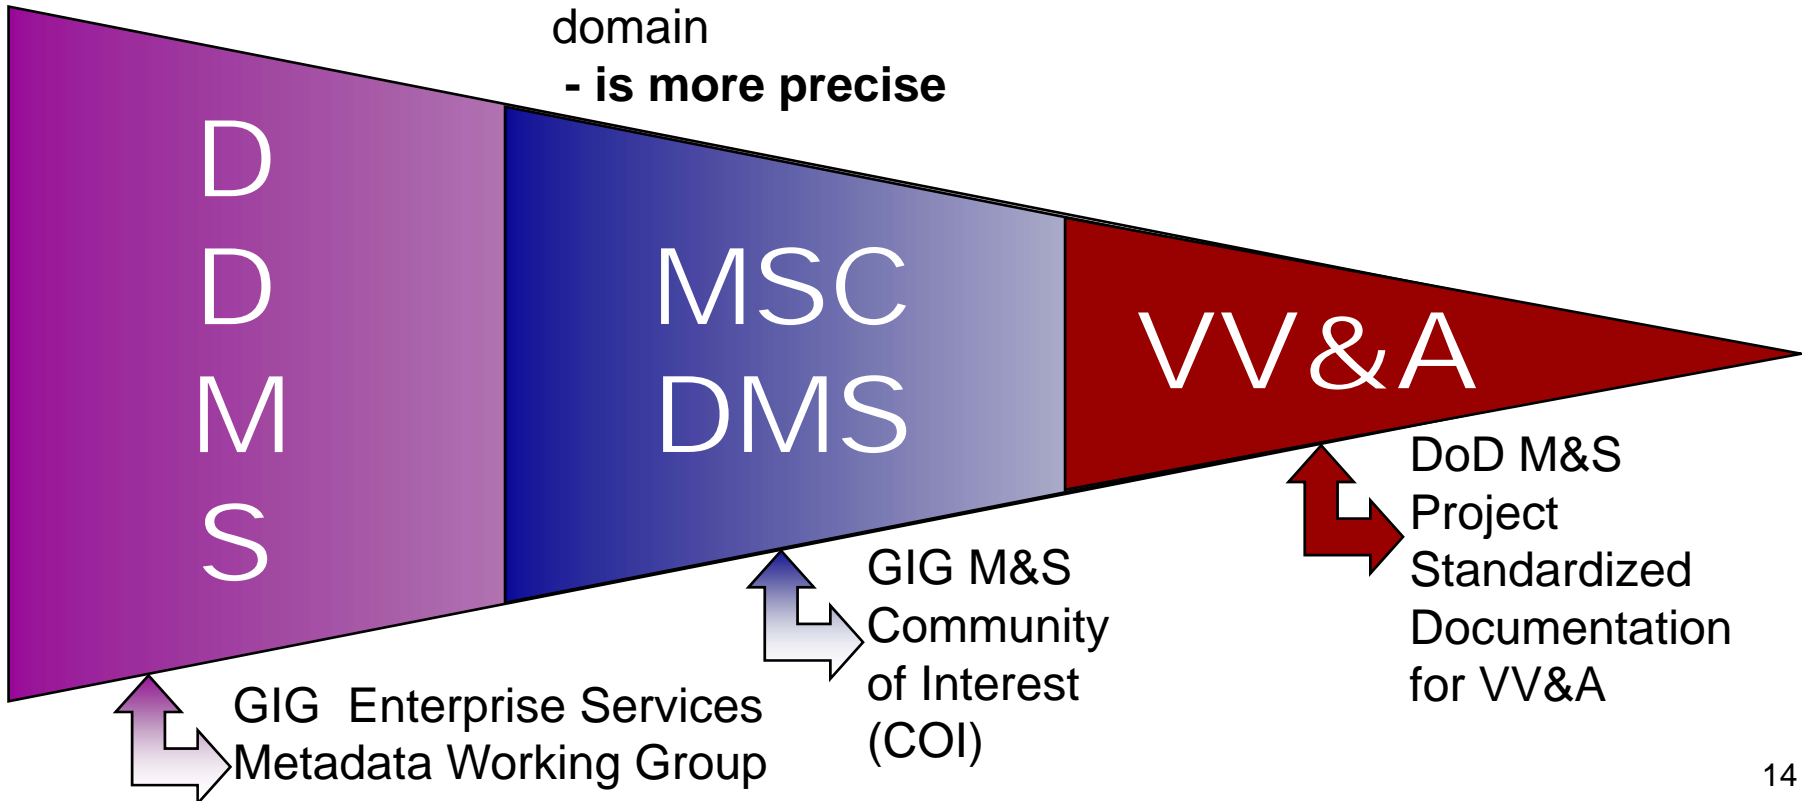 domain
- is more precise
D
D
M
S
MSC
DMS
VV&A
GIG Enterprise Services
Metadata Working Group
GIG M&S
Community
of Interest
(COI)
DoD M&S
Project
Standardized
Documentation
for VV&A
14